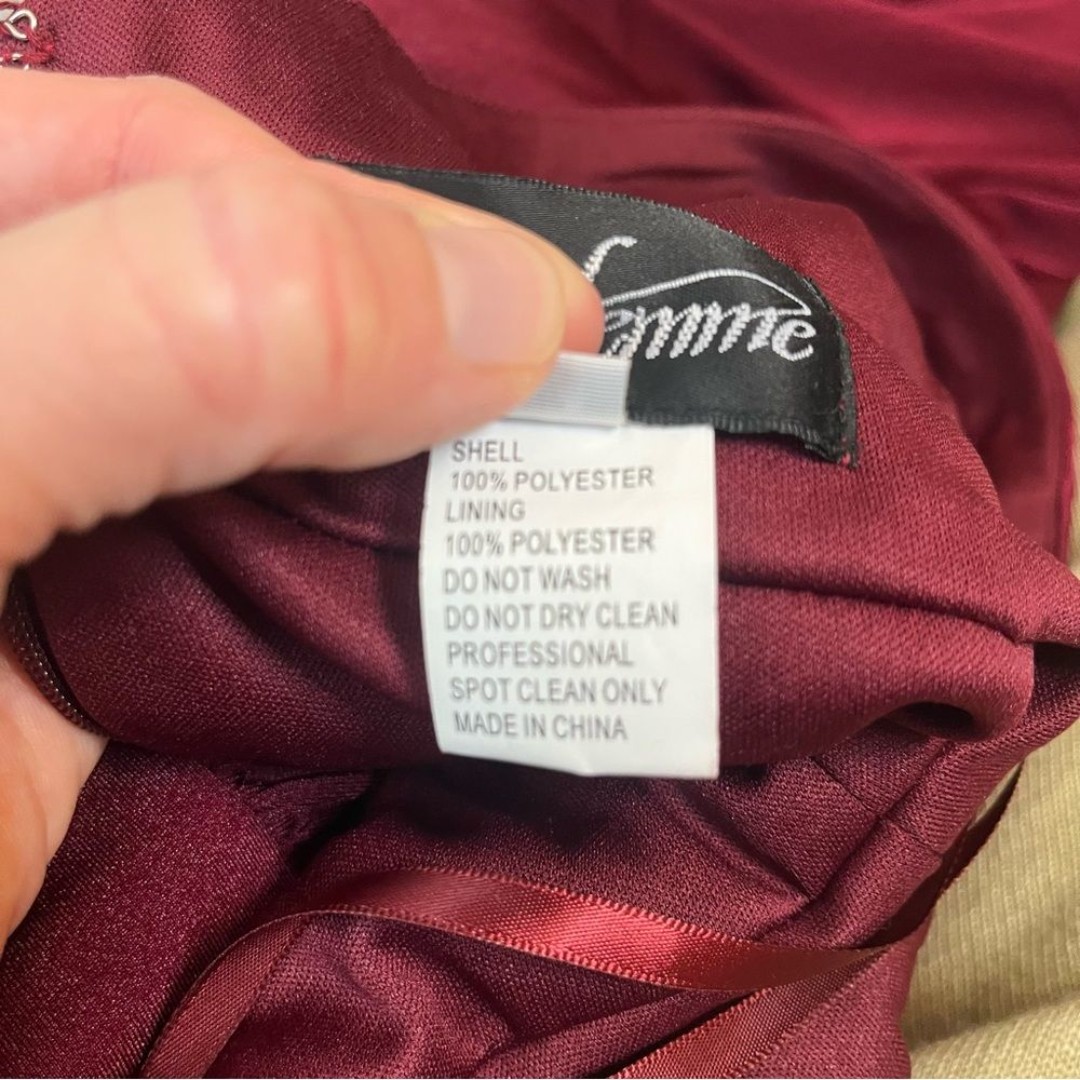 SHELL
100% POLYESTER
LINING
100% POLYESTER
DO NOT WASH
DO NOT DRY CLEAN
PROFESSIONAL
SPOT CLEAN ONLY
MADE IN CHINA